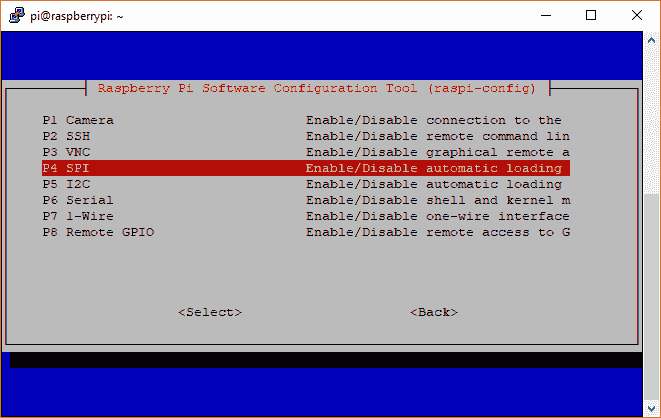 pi@raspberrypi: ~
Raspberry Pi Software Configuration Tool (raspi-config)
P1 Camera Enable/Disable connection to the
P2 SSH Enable/Disable remote command lin
P3 VNC Enable/Disable graphical remote a
P4 SPI Enable/Disable automatic loading
P5 I2C Enable/Disable automatic loading
P6 Serial Enable/Disable shell and kernel m
P7 1-Wire Enable/Disable one-wire interface
P8 Remote GPIO Enable/Disable remote access to G
<Select> <Back>